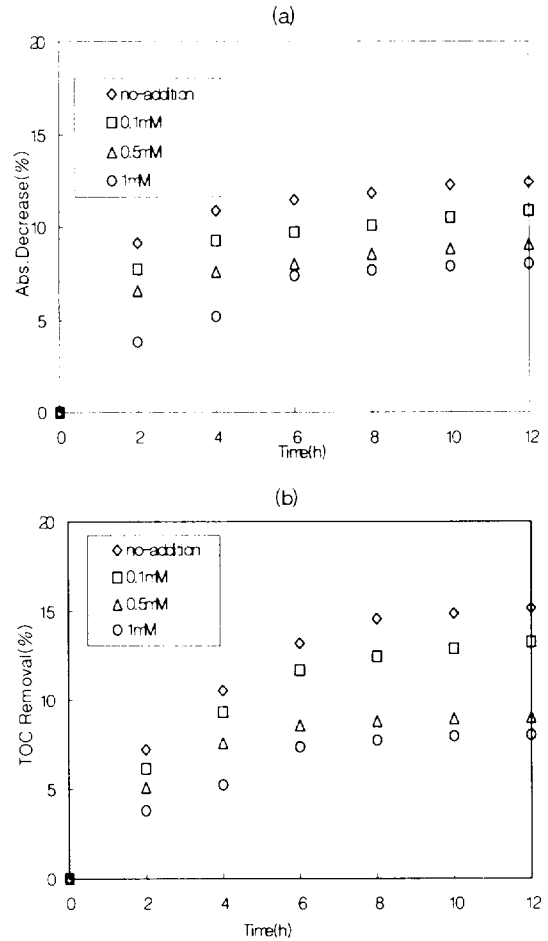 (a)
20
15
10
5
0
Abs. Decrease(%)
no-addition
0.1mM
0.5mM
1mM
0 2 4 6 8 10 12
Time(h)
(b)
20
15
10
5
0
TOC Removal(%)
no-addition
0.1mM
0.5mM
1mM
0 2 4 6 8 10 12
Time(h)